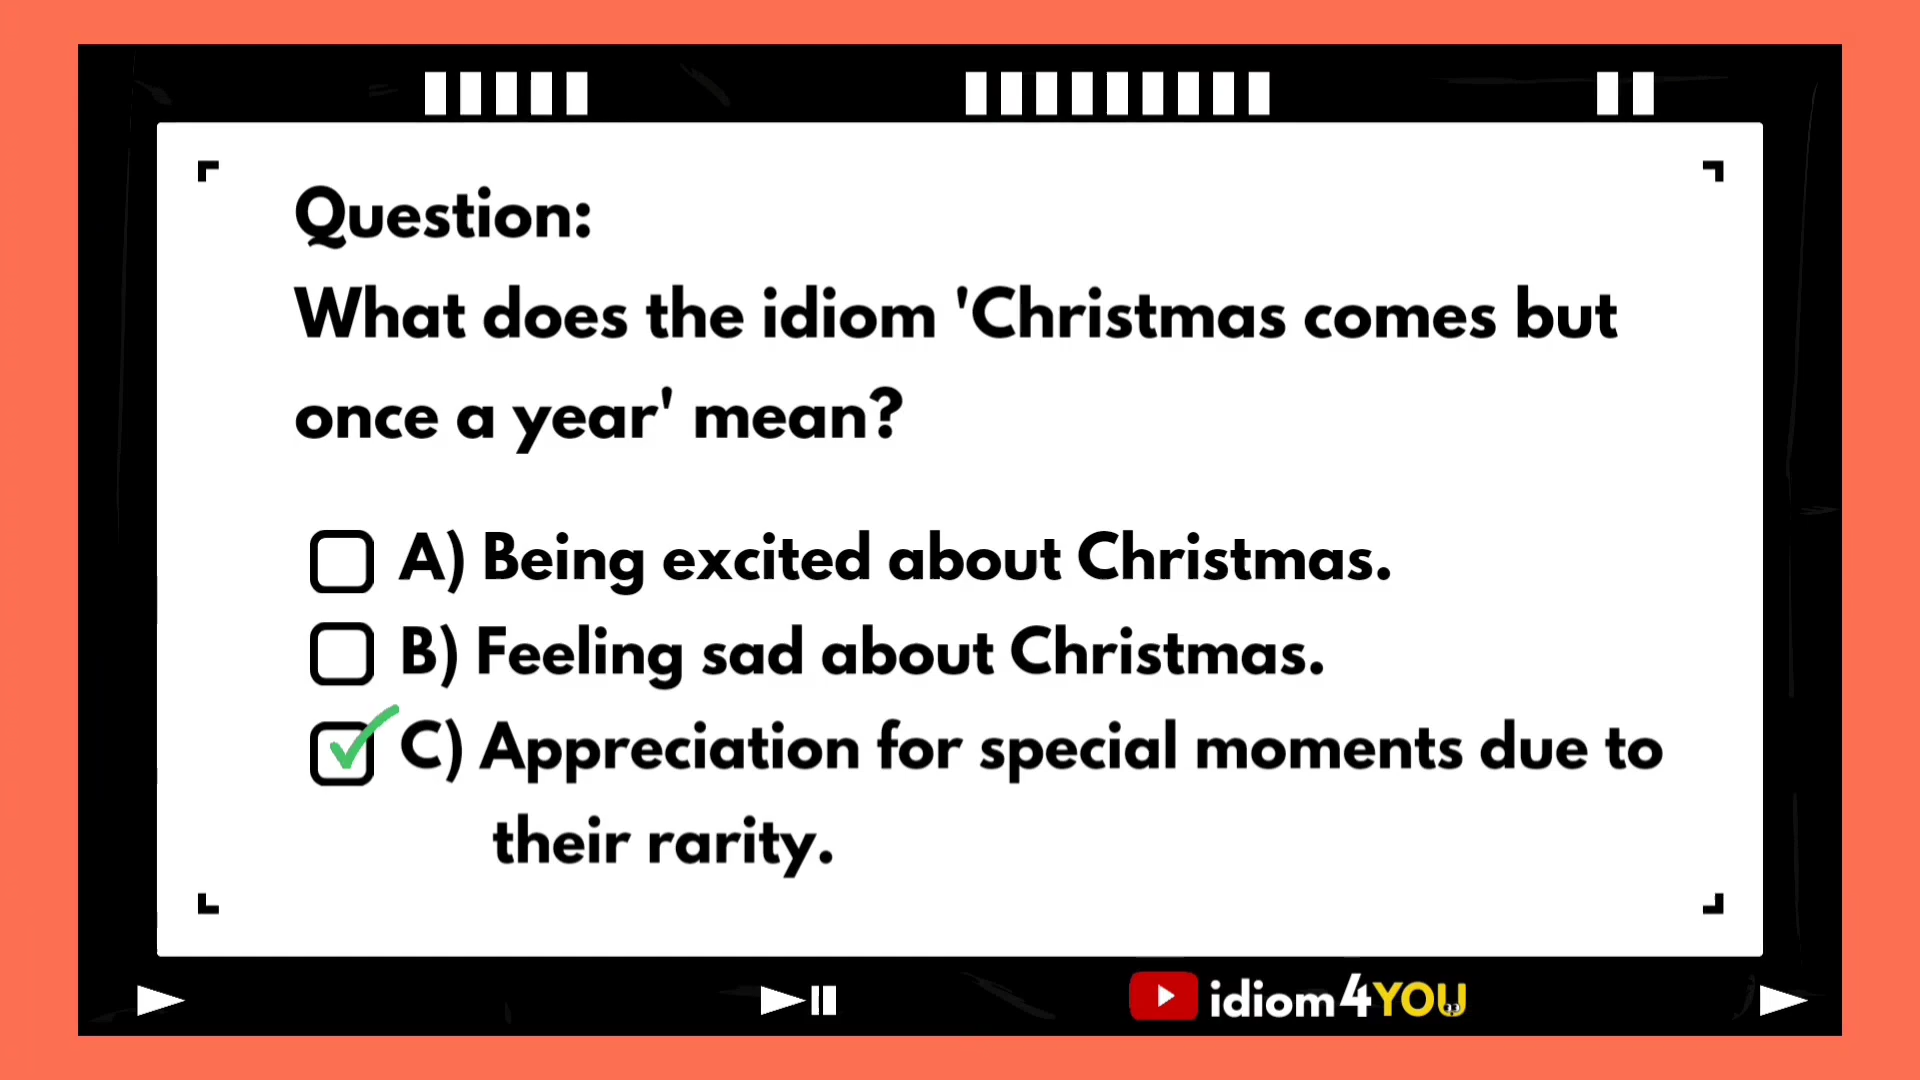 Question:
What does the idiom 'Christmas comes but
once a year' mean?
A) Being excited about Christmas.
B) Feeling sad about Christmas.
C) Appreciation for special moments due to
their rarity.
idiom4YOU